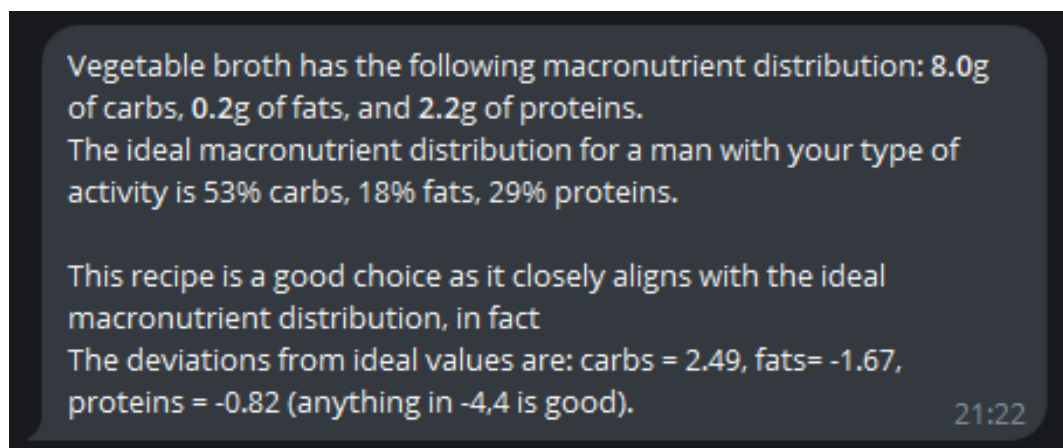 Vegetable broth has the following macronutrient distribution: 8.0g
of carbs, 0.2g of fats, and 2.2g of proteins.
The ideal macronutrient distribution for a man with your type of
activity is 53% carbs, 18% fats, 29% proteins.
This recipe is a good choice as it closely aligns with the ideal
macronutrient distribution, in fact
The deviations from ideal values are: carbs = 2.49, fats= -1.67,
proteins = -0.82 (anything in -4,4 is good).
21:22